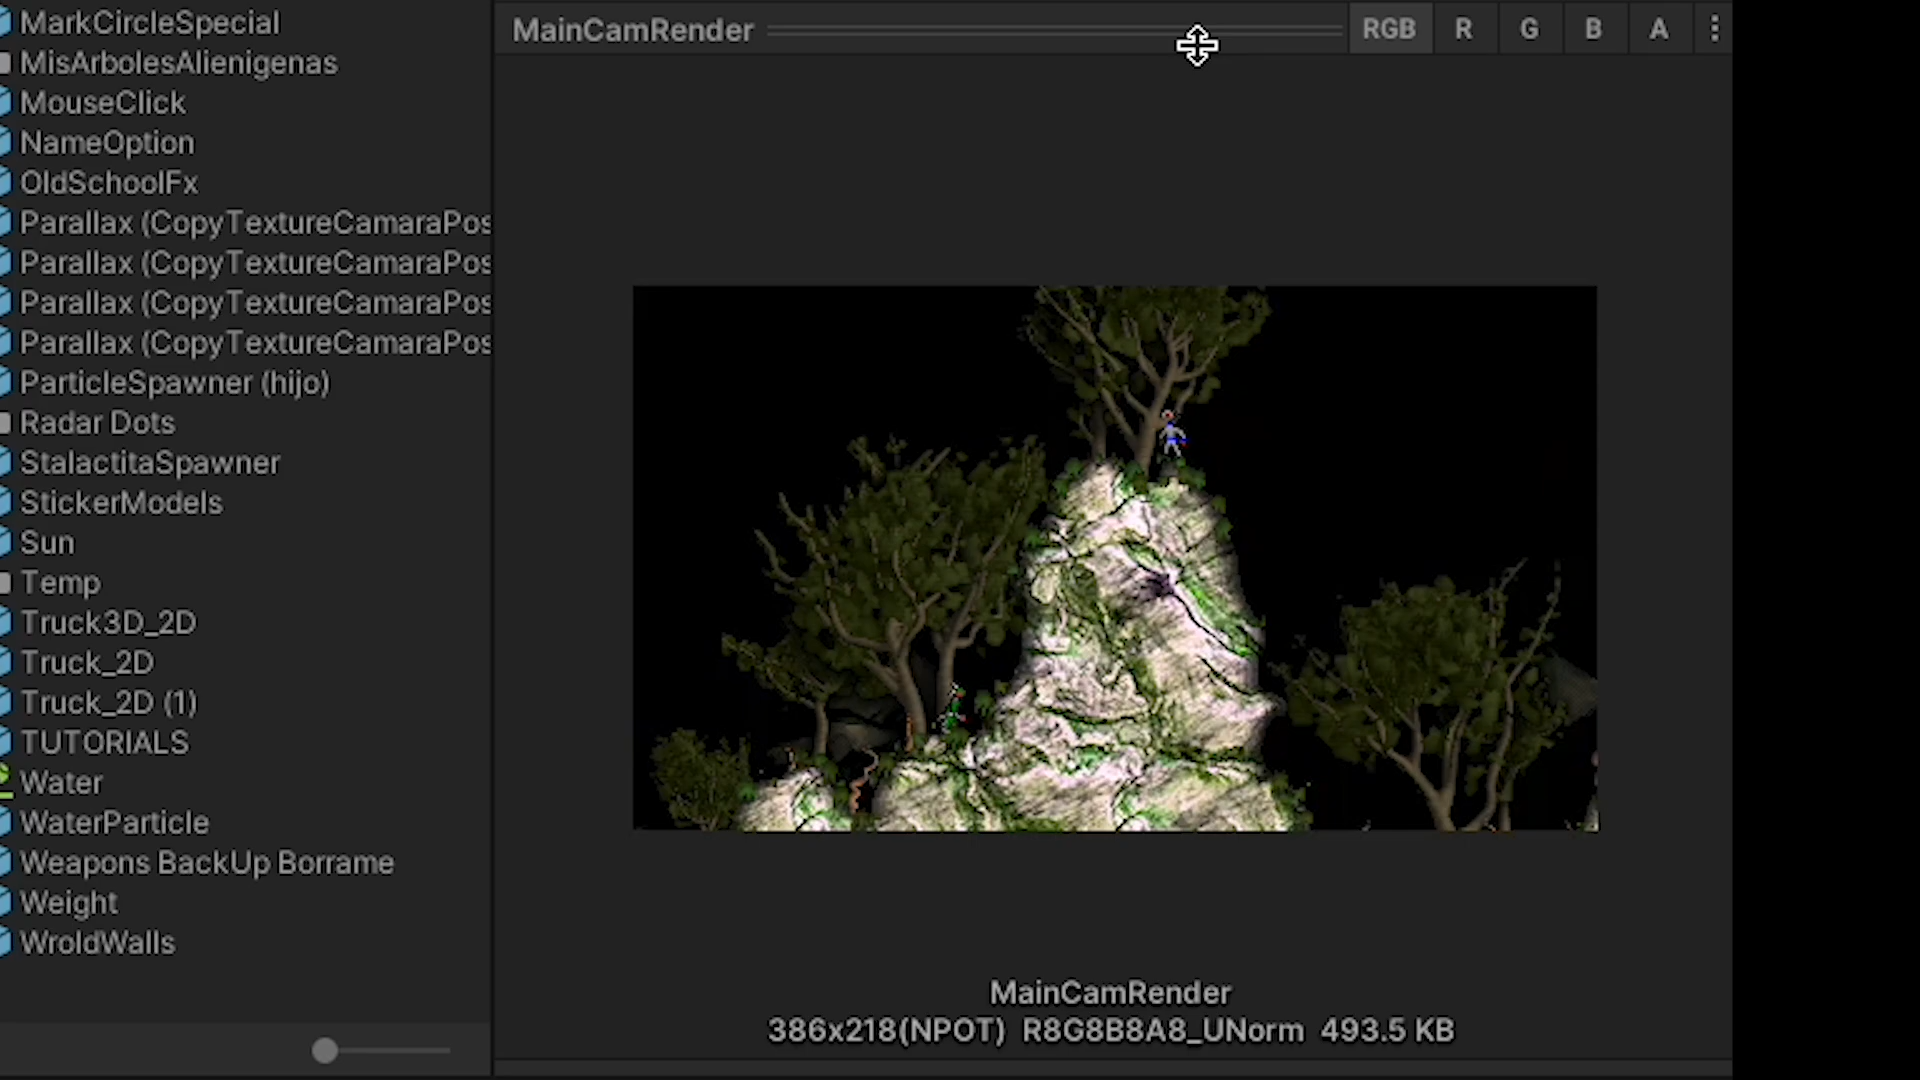 MarkCircleSpecial
MisArbolesAlienigenas
MouseClick
NameOption
OldSchoolFx
Parallax (CopyTextureCamaraPos
Parallax (CopyTextureCamaraPos
Parallax (CopyTextureCamaraPos
Parallax (CopyTextureCamaraPos
ParticleSpawner (hijo)
Radar Dots
StalactitaSpawner
StickerModels
Sun
Temp
Truck3D_2D
Truck_2D
Truck_2D (1)
TUTORIALS
Water
WaterParticle
Weapons BackUp Borrame
Weight
WroldWalls
MainCamRender RGB R G B A
MainCamRender
386x218(NPOT) R8G8B8A8_UNorm 493.5 KB